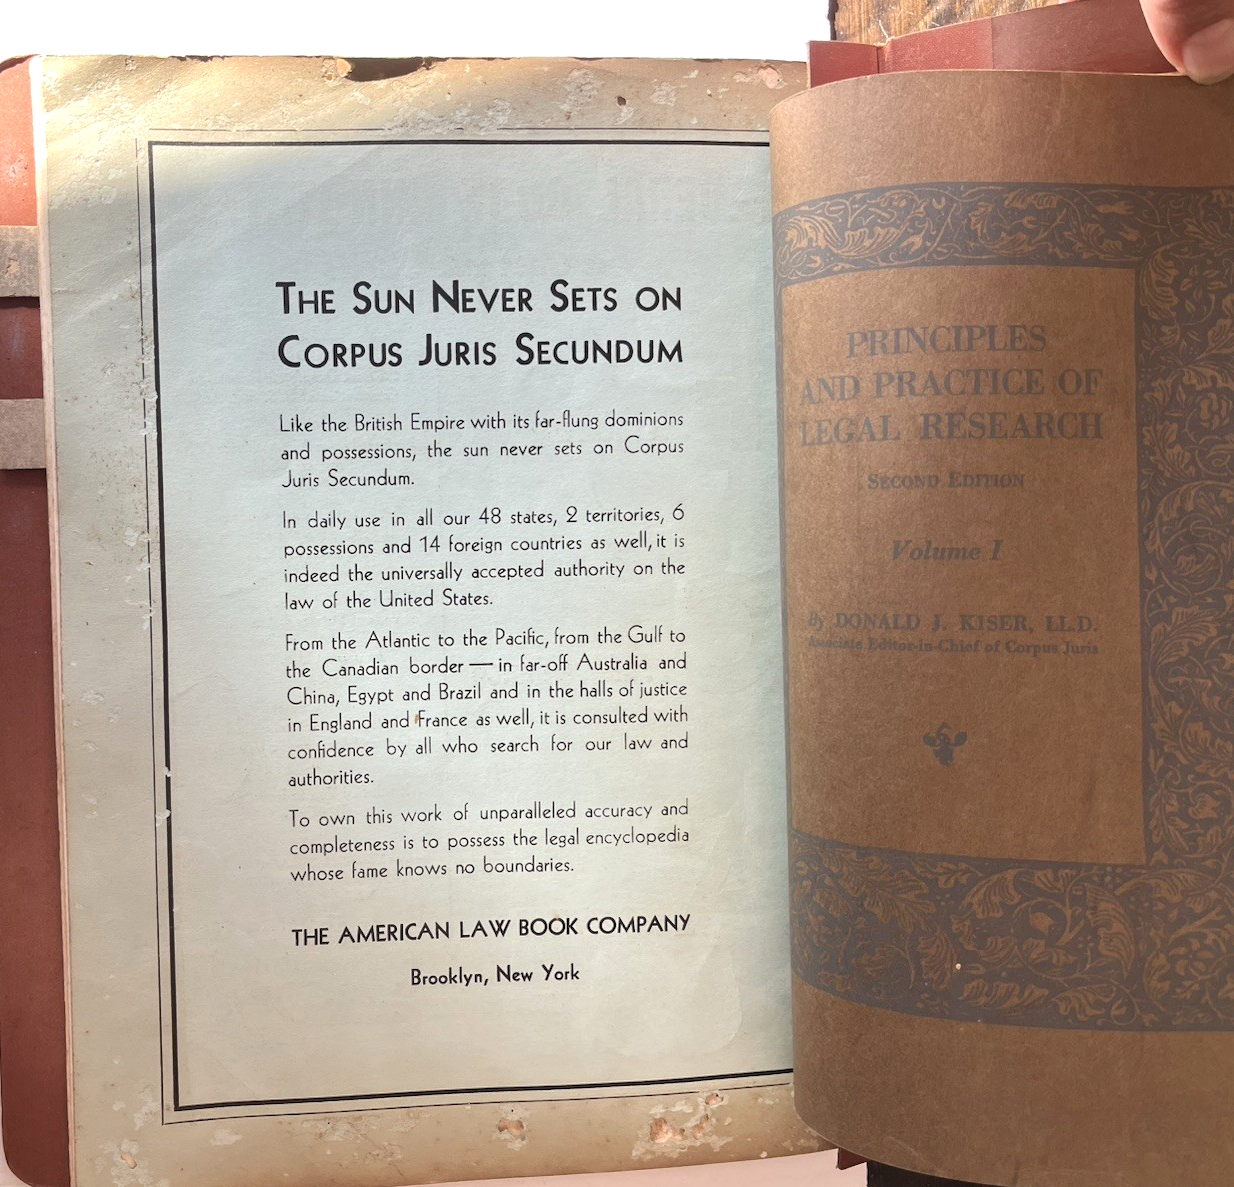 THE SUN NEVER SETS ON
CORPUS JURIS SECUNDUM
Like the British Empire with its far-flung dominions
and possessions, the sun never sets on Corpus
Juris Secundum.
In daily use in all our 48 states, 2 territories, 6
possessions and 14 foreign countries as well, it is
indeed the universally accepted authority on the
law of the United States.
From the Atlantic to the Pacific, from the Gulf to
the Canadian border — in far-off Australia and
China, Egypt and Brazil and in the halls of justice
in England and France as well, it is consulted with
confidence by all who search for our law and
authorities.
To own this work of unparalleled accuracy and
completeness is to possess the legal encyclopedia
whose fame knows no boundaries.
THE AMERICAN LAW BOOK COMPANY
Brooklyn, New York
PRINCIPLES
AND PRACTICE OF
LEGAL RESEARCH
SECOND EDITION
Volume I
By DONALD J. KISER, LL.D.
Associate Editor-in-Chief of Corpus Juris